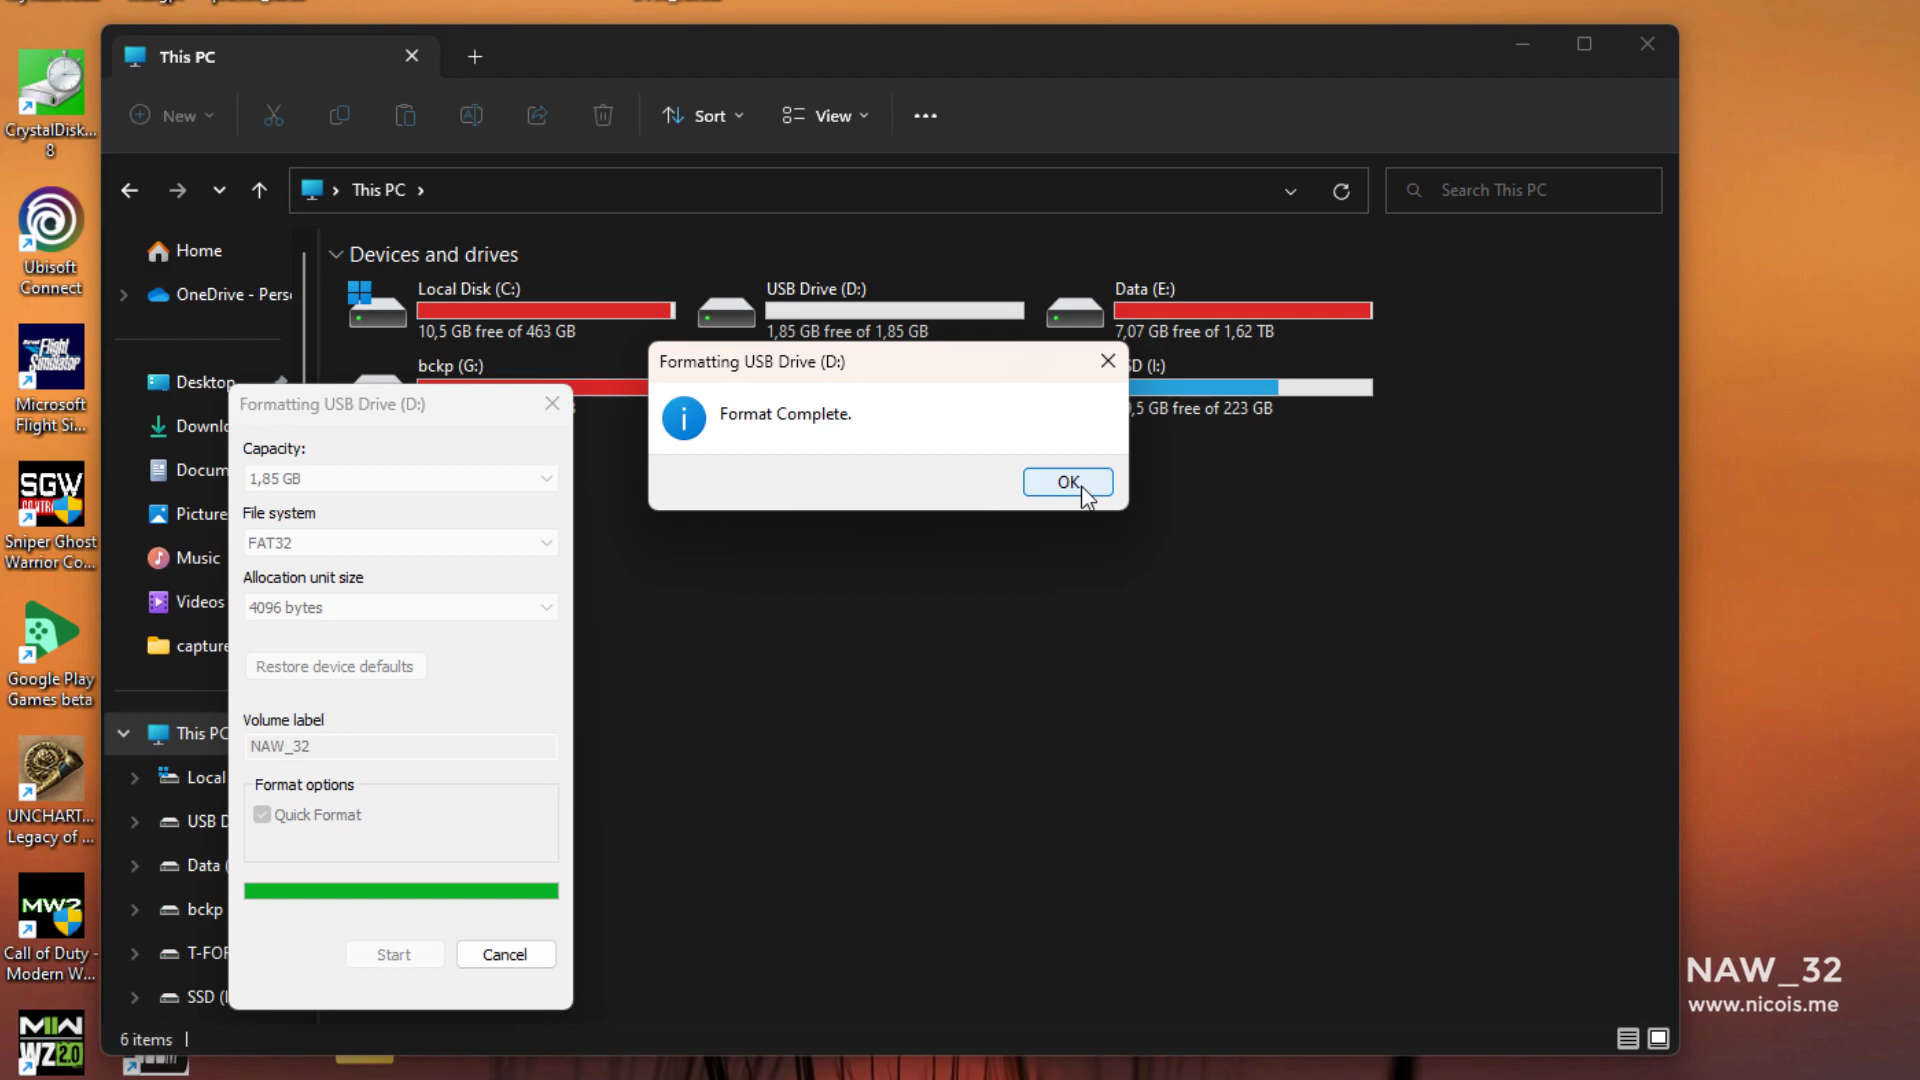 This PC
New
Sort
View
This PC
Search This PC
Home
OneDrive - Pers
Desktop
Downlo
Docum
Picture
Music
Videos
capture
This PC
Local
USB D
Data (
bckp
T-FOR
SSD (I
6 items
Devices and drives
Local Disk (C:)
10,5 GB free of 463 GB
USB Drive (D:)
1,85 GB free of 1,85 GB
Data (E:)
7,07 GB free of 1,62 TB
bckp (G:)
SD (I:)
,5 GB free of 223 GB
Formatting USB Drive (D:)
Format Complete.
OK
Formatting USB Drive (D:)
Capacity:
1,85 GB
File system
FAT32
Allocation unit size
4096 bytes
Restore device defaults
Volume label
NAW_32
Format options
Quick Format
Start
Cancel
CrystalDisk...
8
Ubisoft
Connect
Flight
Simulator
Microsoft
Flight Si...
SGW
Sniper Ghost
Warrior Co...
Google Play
Games beta
UNCHART...
Legacy of ...
MW2
Call of Duty -
Modern W...
MW
WZ2.0
NAW_32
www.nicois.me